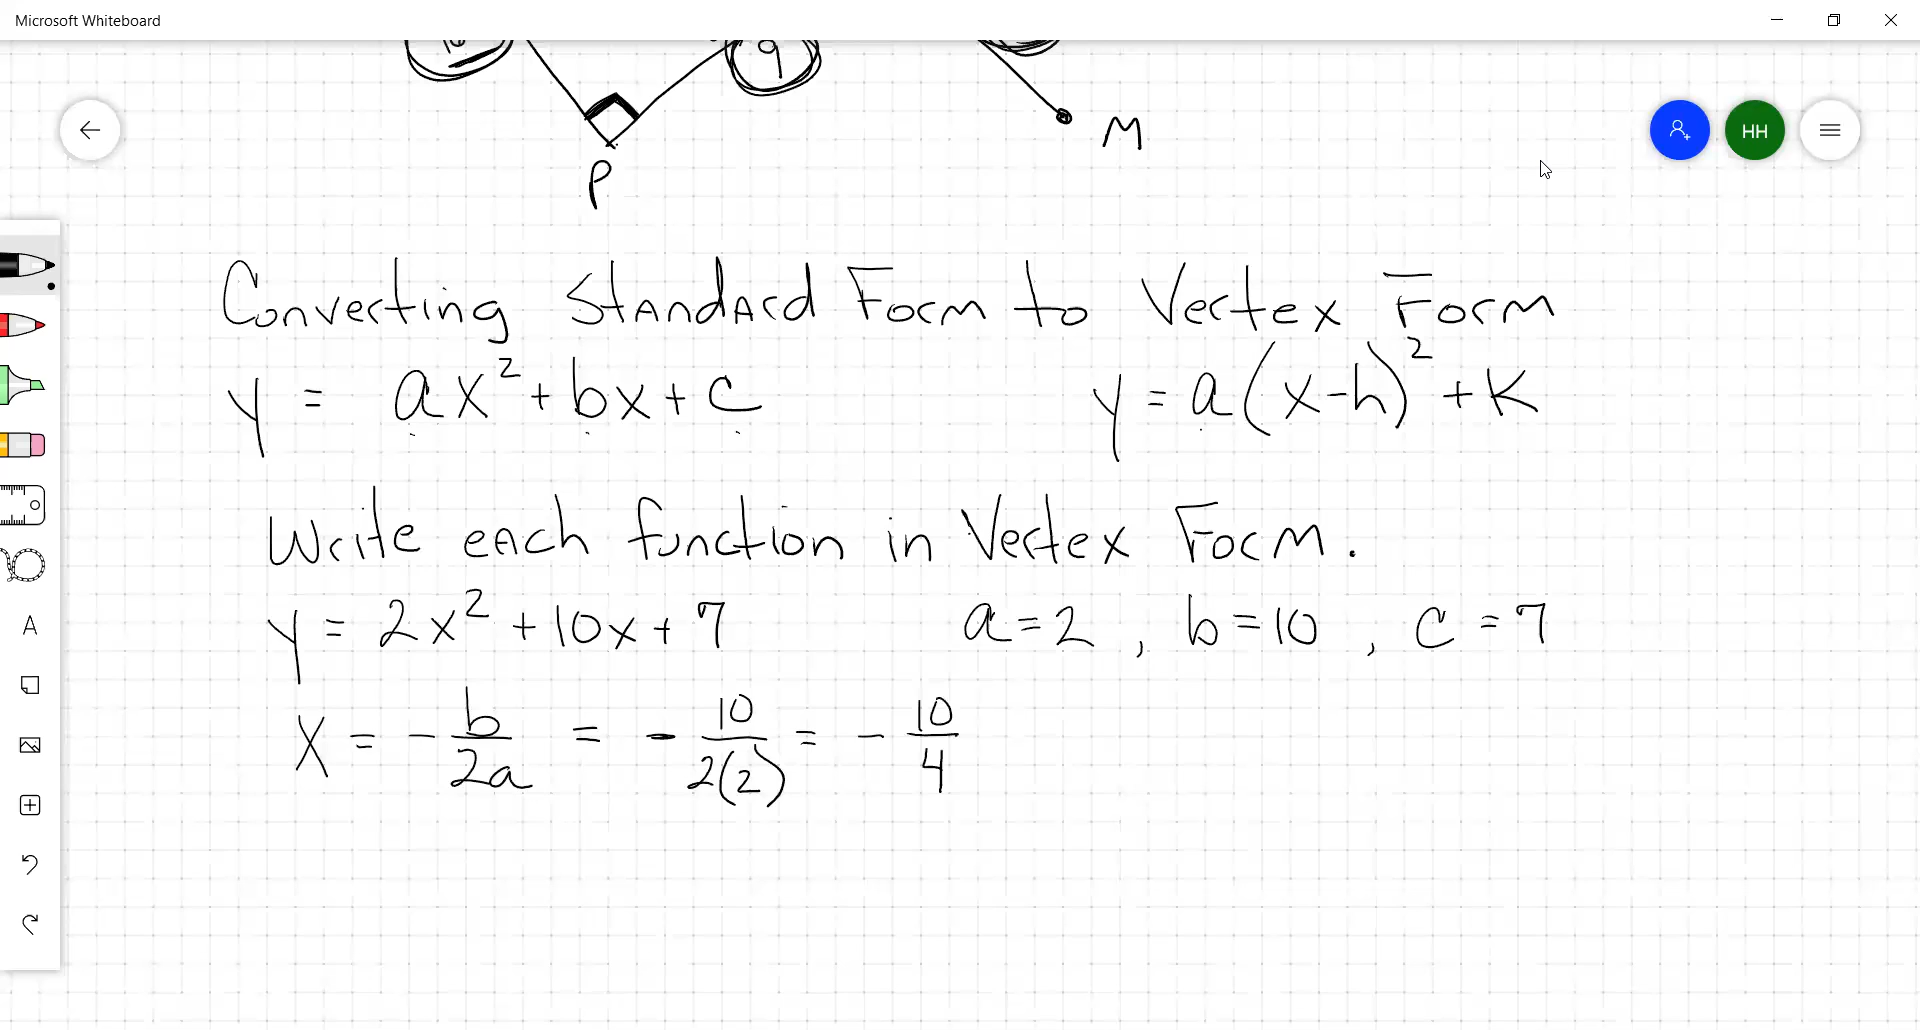 Microsoft Whiteboard
9
HH
M
P
Converting Standard Form to Vertex Form
y = ax² + bx + c y = a(x-h)² + k
Write each function in Vertex Form.
y = 2x² + 10x + 7 a = 2 , b = 10 , c = 7
x = - b/2a = - 10/2(2) = - 10/4
A